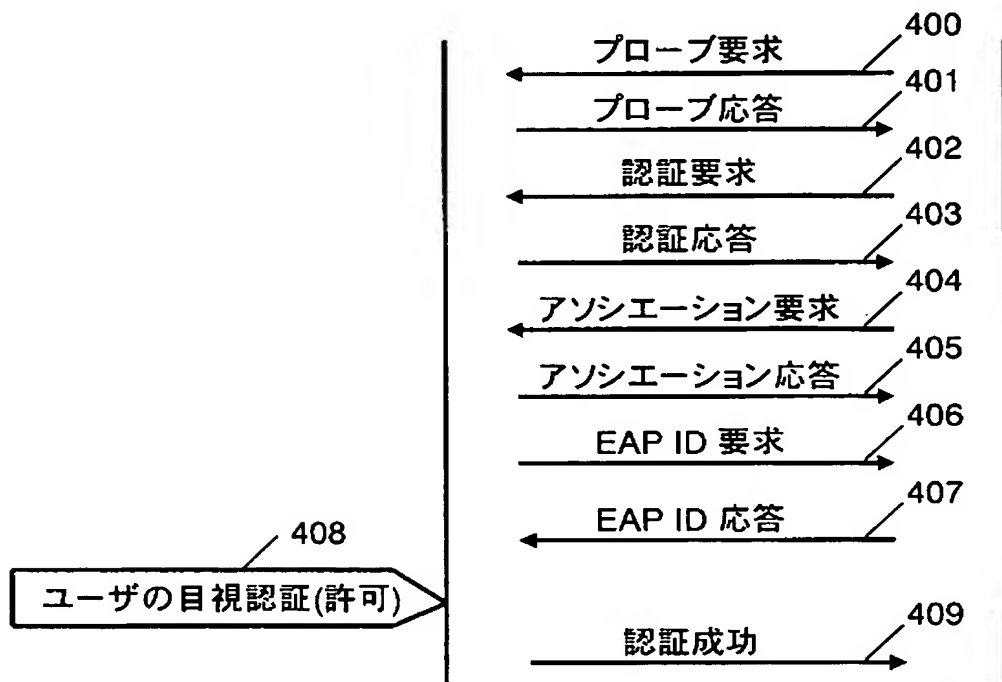 400
プローブ要求
401
プローブ応答
402
認証要求
403
認証応答
404
アソシエーション要求
405
アソシエーション応答
406
EAP ID 要求
407
EAP ID 応答
408
ユーザの目視認証(許可)
409
認証成功